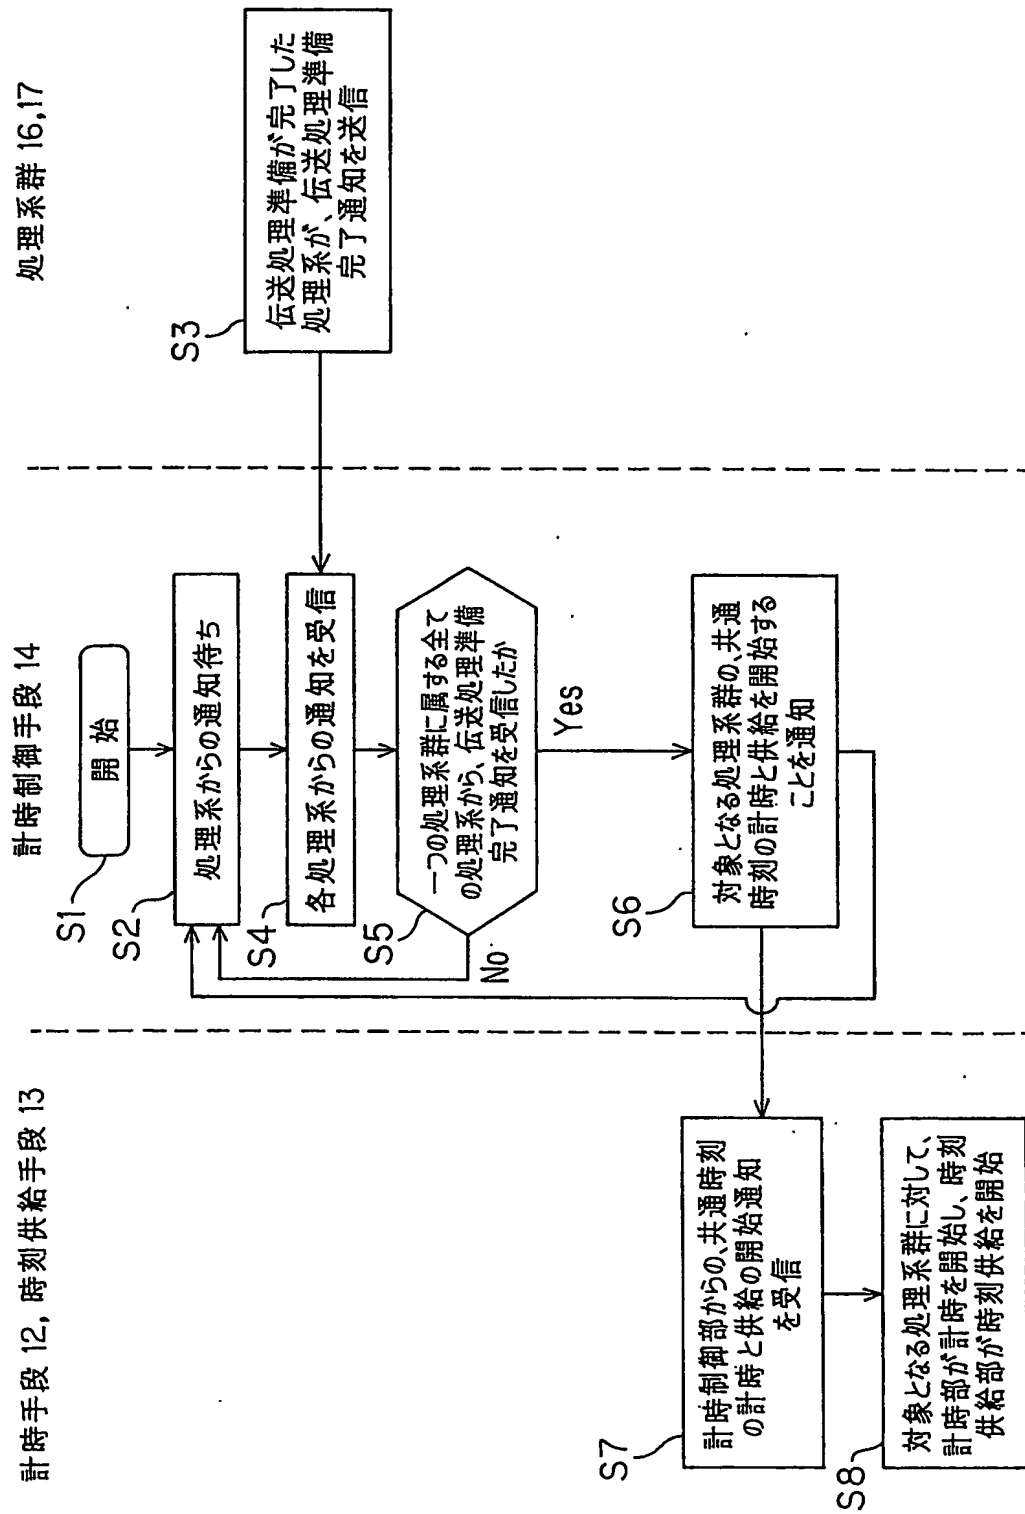 計時手段 12, 時刻供給手段 13
計時制御手段 14
処理系群 16,17
S1
開 始
S2
処理系からの通知待ち
S3
伝送処理準備が完了した
処理系が、伝送処理準備
完了通知を送信
S4
各処理系からの通知を受信
S5
一つの処理系群に属する全て
の処理系から、伝送処理準備
完了通知を受信したか
No
Yes
S6
対象となる処理系群の、共通
時刻の計時と供給を開始する
ことを通知
S7
計時制御部からの、共通時刻
の計時と供給の開始通知
を受信
S8
対象となる処理系群に対して、
計時部が計時を開始し、時刻
供給部が時刻供給を開始